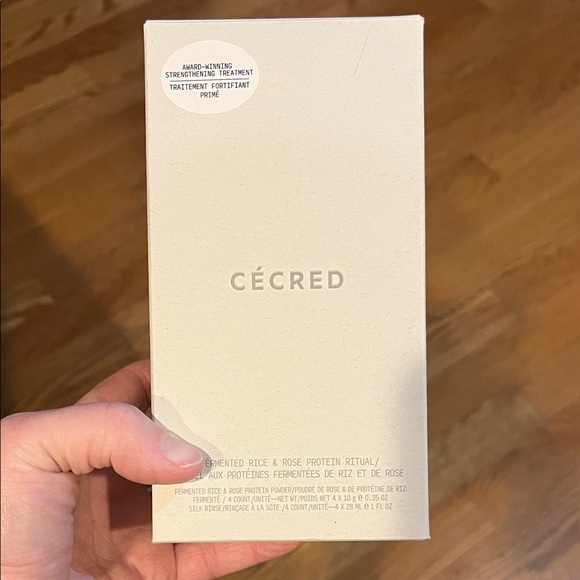 AWARD-WINNING
STRENGTHENING TREATMENT
TRAITEMENT FORTIFIANT
PRIMÉ
CÉCRED
FERMENTED RICE & ROSE PROTEIN RITUAL/
AUX PROTÉINES FERMENTÉES DE RIZ ET DE ROSE
FERMENTED RICE & ROSE PROTEIN POWDER/POUDRE DE ROSE & DE PROTÉINE DE RIZ
FERMENTÉ / 4 COUNT/UNITÉ—NET WT/POIDS NET 4 X 10 g ℮ 0.35 OZ
SILK RINSE/RINÇAGE À LA SOIE /4 COUNT/UNITÉ—4 X 28 ML ℮ 1 FL OZ